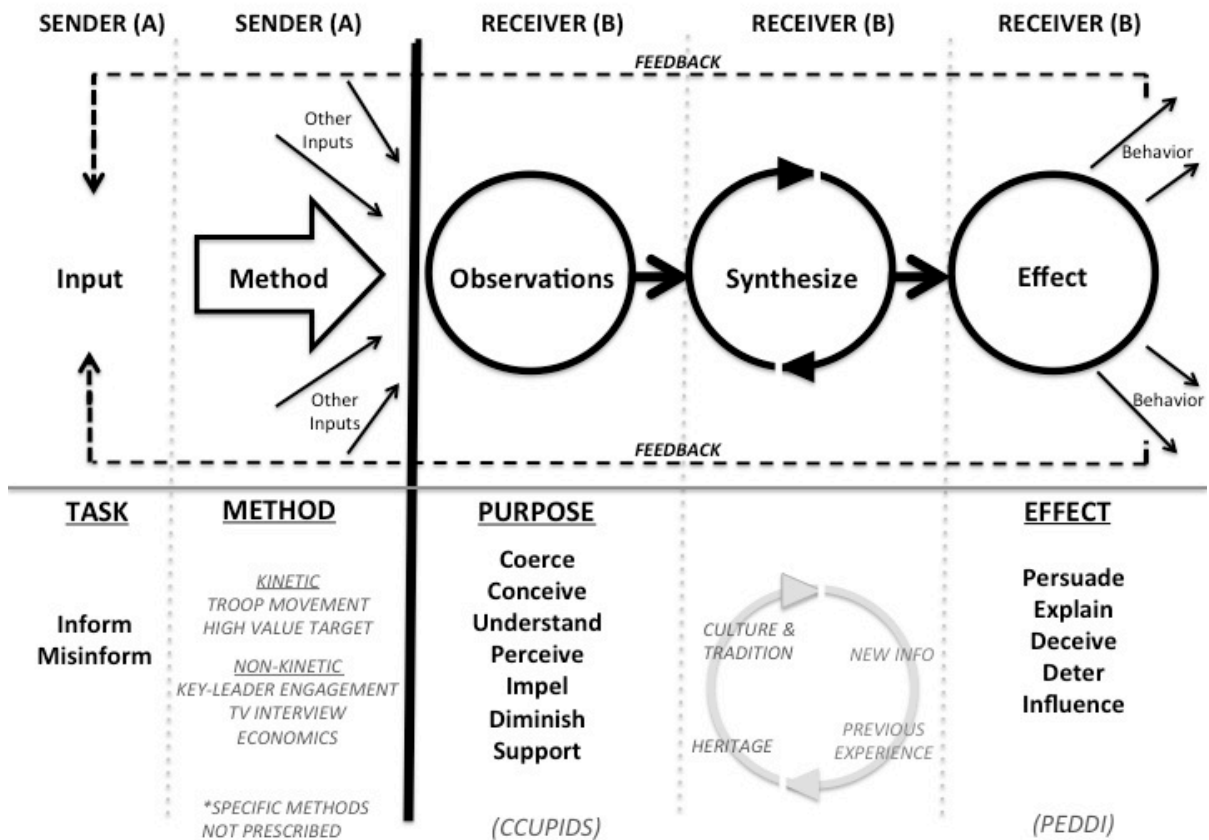 SENDER (A)
SENDER (A)
RECEIVER (B)
RECEIVER (B)
RECEIVER (B)
FEEDBACK
Other
Inputs
Behavior
Input
Method
Observations
Synthesize
Effect
Other
Inputs
Behavior
FEEDBACK
TASK
Inform
Misinform
METHOD
KINETIC
TROOP MOVEMENT
HIGH VALUE TARGET
NON-KINETIC
KEY-LEADER ENGAGEMENT
TV INTERVIEW
ECONOMICS
*SPECIFIC METHODS
NOT PRESCRIBED
PURPOSE
Coerce
Conceive
Understand
Perceive
Impel
Diminish
Support
(CCUPIDS)
CULTURE &
TRADITION
NEW INFO
HERITAGE
PREVIOUS
EXPERIENCE
EFFECT
Persuade
Explain
Deceive
Deter
Influence
(PEDDI)